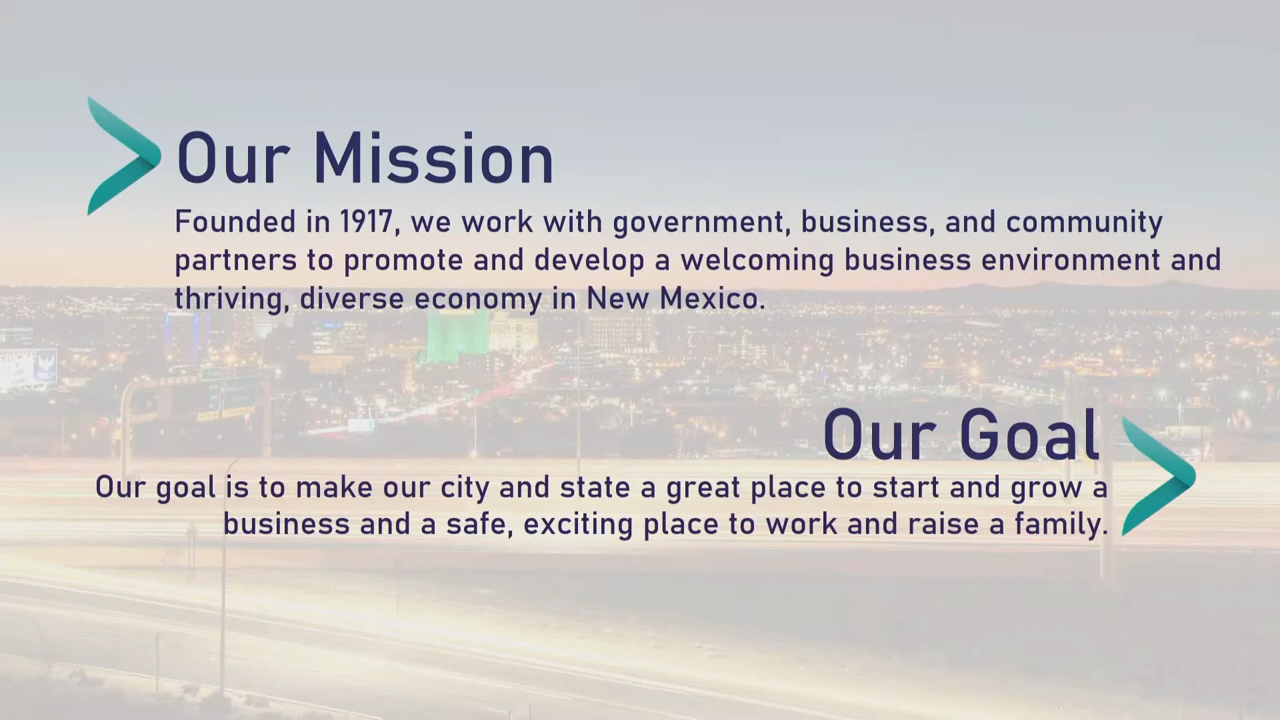 Our Mission
Founded in 1917, we work with government, business, and community
partners to promote and develop a welcoming business environment and
thriving, diverse economy in New Mexico.
Our Goal
Our goal is to make our city and state a great place to start and grow a
business and a safe, exciting place to work and raise a family.